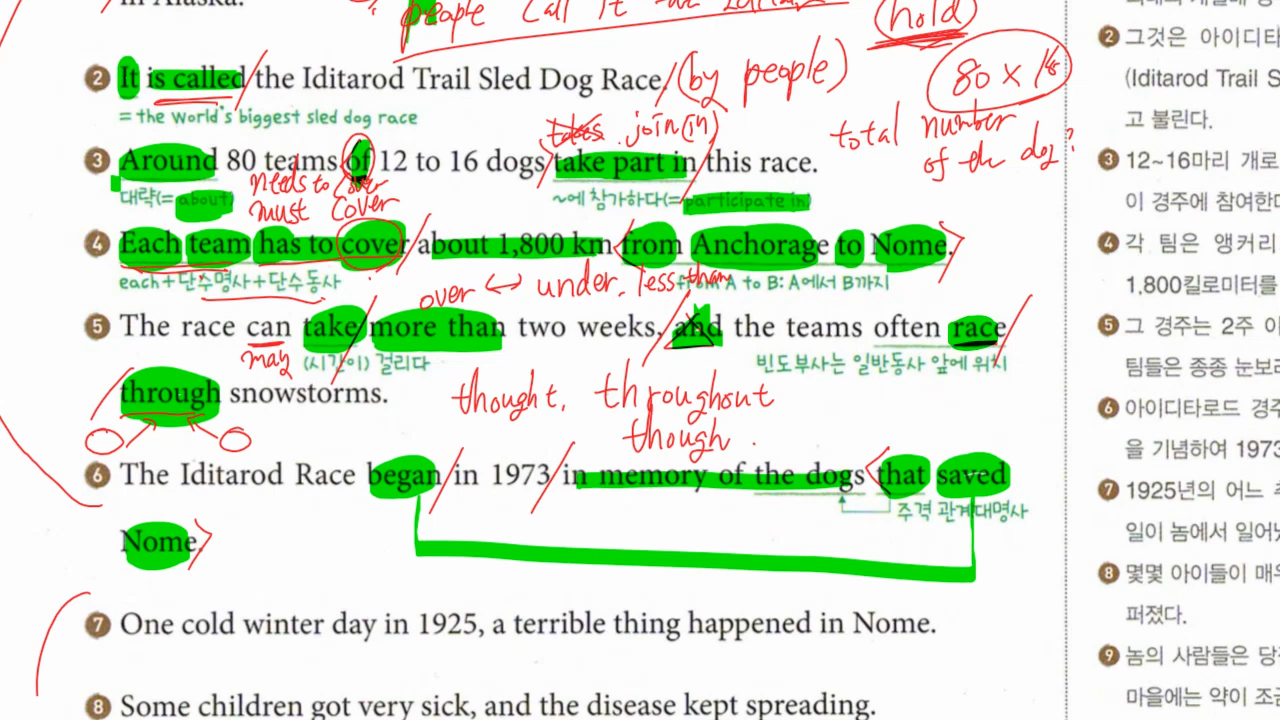 in Alaska.
people call it the
hold
② It is called / the Iditarod Trail Sled Dog Race. / (by people)
80 x
= the world's biggest sled dog race
takes join(in)
total number of the dog?
③ Around 80 teams of 12 to 16 dogs / take part in / this race.
대략(= about)
~에 참가하다(= participate in)
needs to cover
must cover
④ Each team has to cover / about 1,800 km from Anchorage to Nome.
each+단수명사+단수동사
A to B: A에서 B까지
over ↔ under. less than
⑤ The race can take / more than two weeks, / and the teams often race /
may
(시간이) 걸리다
빈도부사는 일반동사 앞에 위치
/ through snowstorms.
thought, throughout
though.
⑥ The Iditarod Race began / in 1973 / in memory of the dogs that saved
주격 관계대명사
Nome.
⑦ One cold winter day in 1925, a terrible thing happened in Nome.
⑧ Some children got very sick, and the disease kept spreading.
② 그것은 아이디타
(Iditarod Trail S
고 불린다.
③ 12~16마리 개로
이 경주에 참여한다
④ 각 팀은 앵커리
1,800킬로미터를
⑤ 그 경주는 2주 이
팀들은 종종 눈보라
⑥ 아이디타로드 경주
을 기념하여 1973
⑦ 1925년의 어느 추
일이 놈에서 일어났
⑧ 몇몇 아이들이 매우
퍼졌다.
⑨ 놈의 사람들은 당장
마을에는 약이 조금